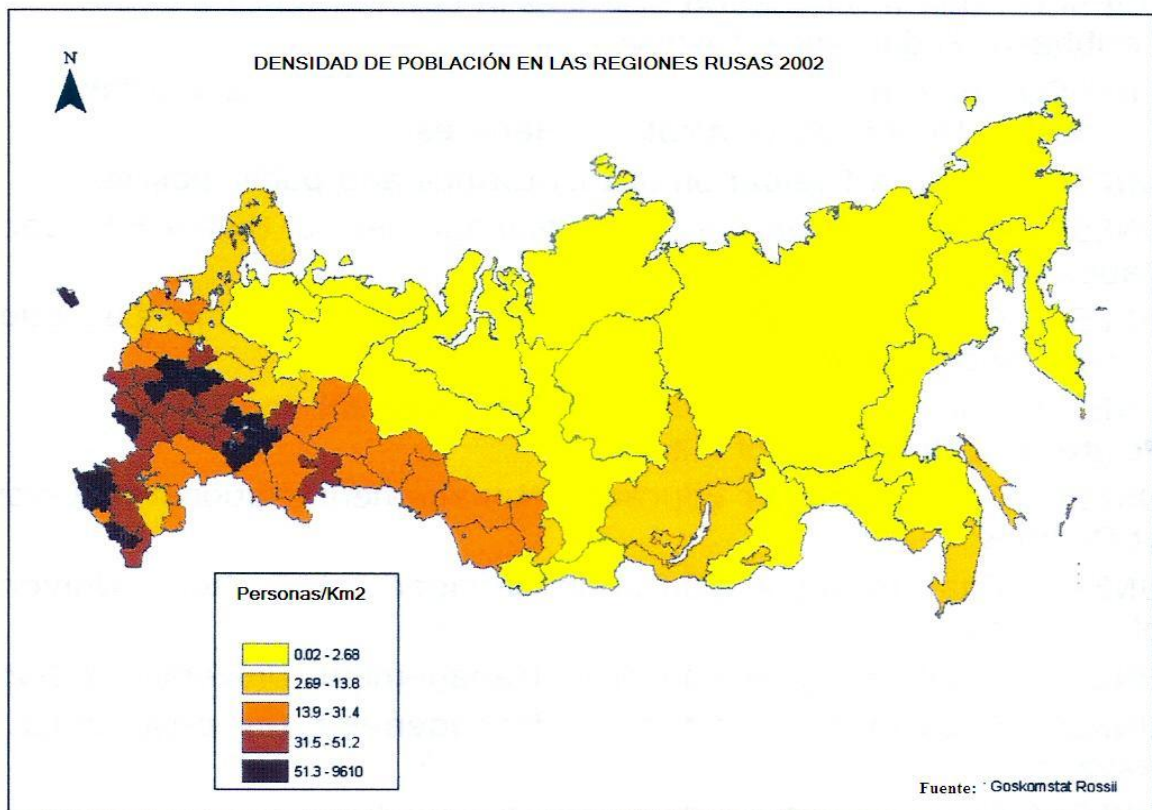 N
DENSIDAD DE POBLACIÓN EN LAS REGIONES RUSAS 2002
Personas/Km2
0.02 - 2.68
2.69 - 13.8
13.9 - 31.4
31.5 - 51.2
51.3 - 9610
Fuente: Goskomstat Rossii